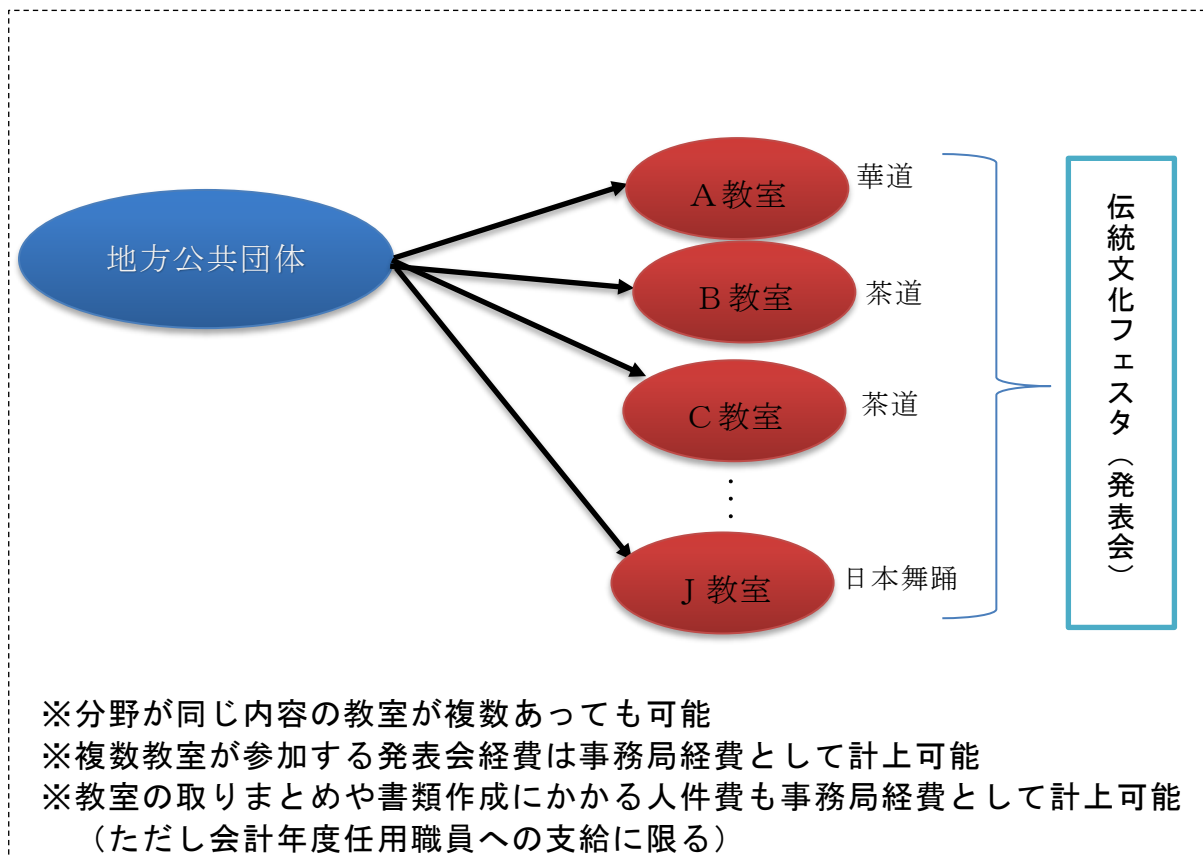 地方公共団体
Ａ教室
華道
Ｂ教室
茶道
Ｃ教室
茶道
・・・
Ｊ教室
日本舞踊
伝統文化フェスタ（発表会）
※分野が同じ内容の教室が複数あっても可能
※複数教室が参加する発表会経費は事務局経費として計上可能
※教室の取りまとめや書類作成にかかる人件費も事務局経費として計上可能
（ただし会計年度任用職員への支給に限る）